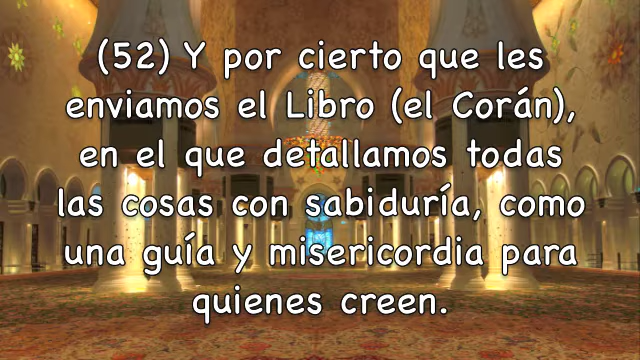 (52) Y por cierto que les
enviamos el Libro (el Corán),
en el que detallamos todas
las cosas con sabiduría, como
una guía y misericordia para
quienes creen.